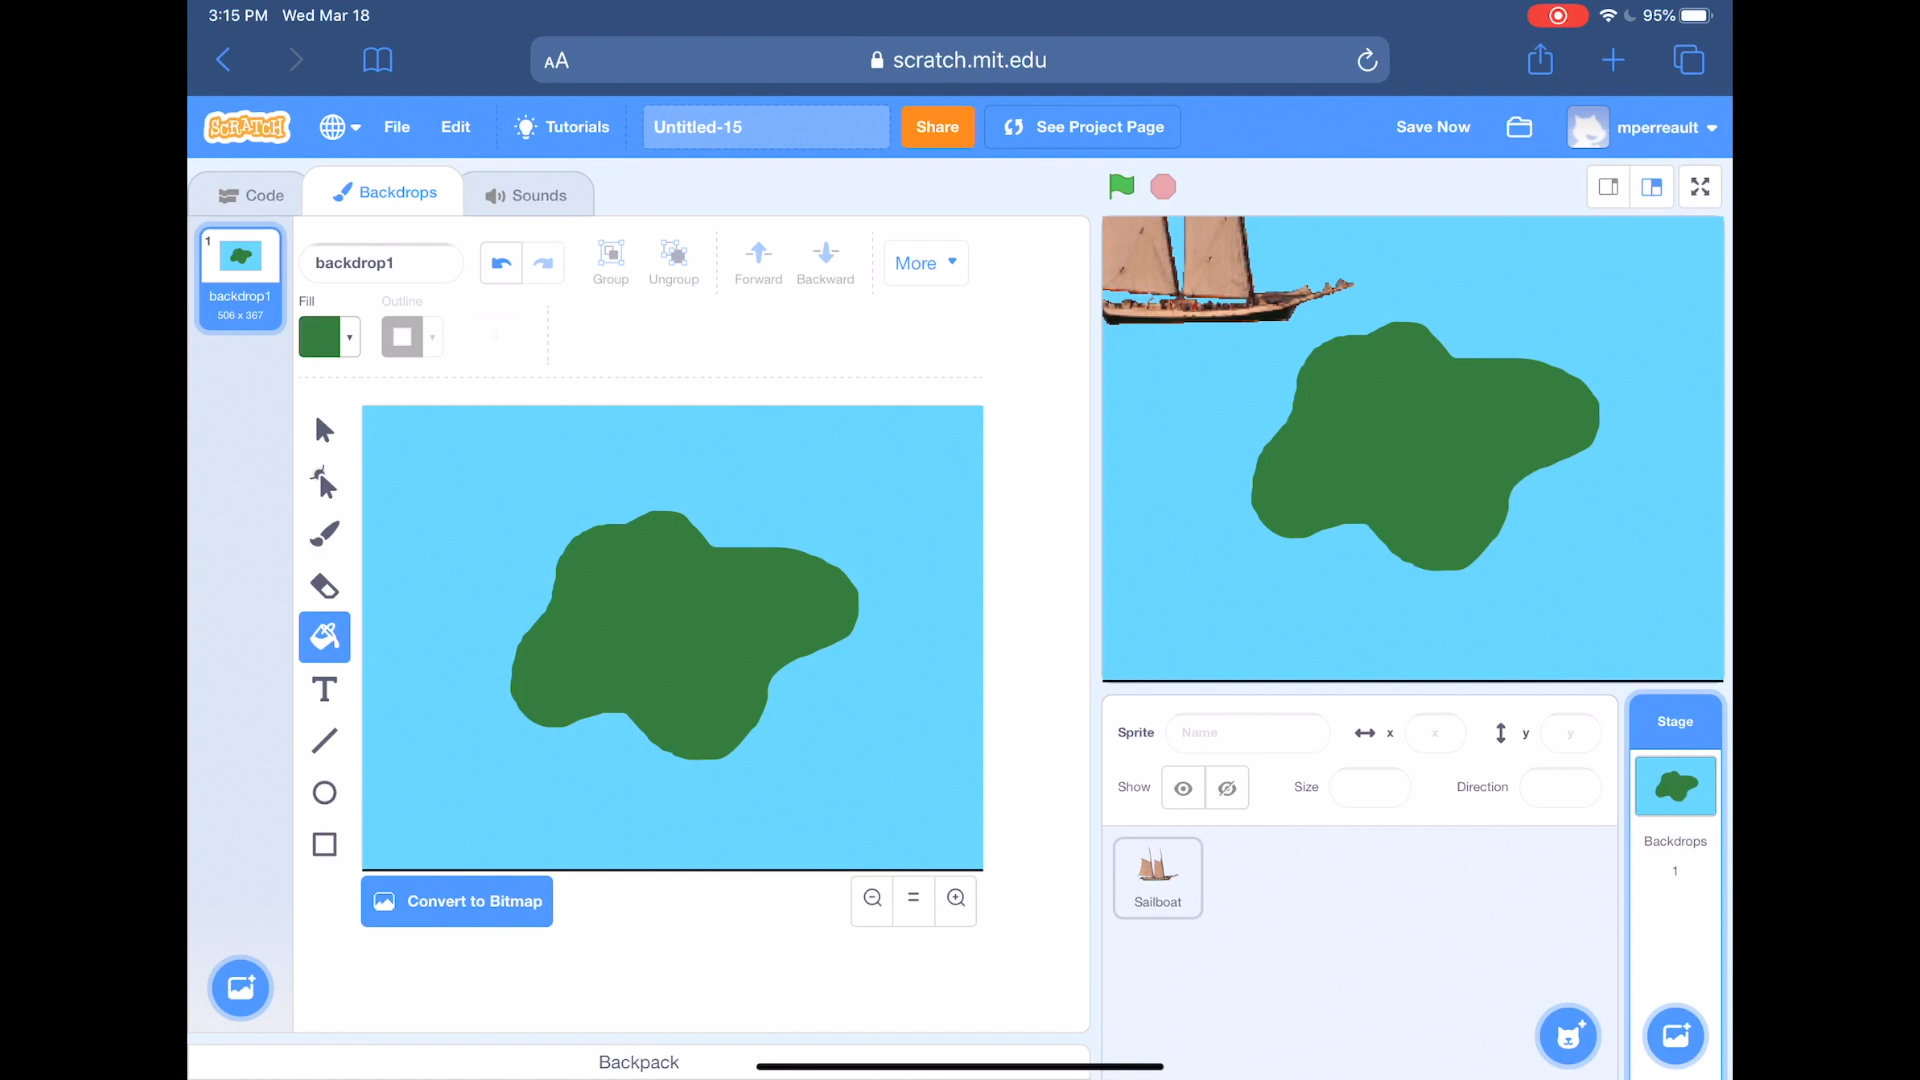 3:15 PM Wed Mar 18
95%
AA
scratch.mit.edu
SCRATCH
File
Edit
Tutorials
Untitled-15
Share
See Project Page
Save Now
mperreault
Code
Backdrops
Sounds
1
backdrop1
506 x 367
backdrop1
Group
Ungroup
Forward
Backward
More
Fill
Outline
4
T
Convert to Bitmap
=
Backpack
Sprite
Name
x
x
y
y
Show
Size
Direction
Sailboat
Stage
Backdrops
1